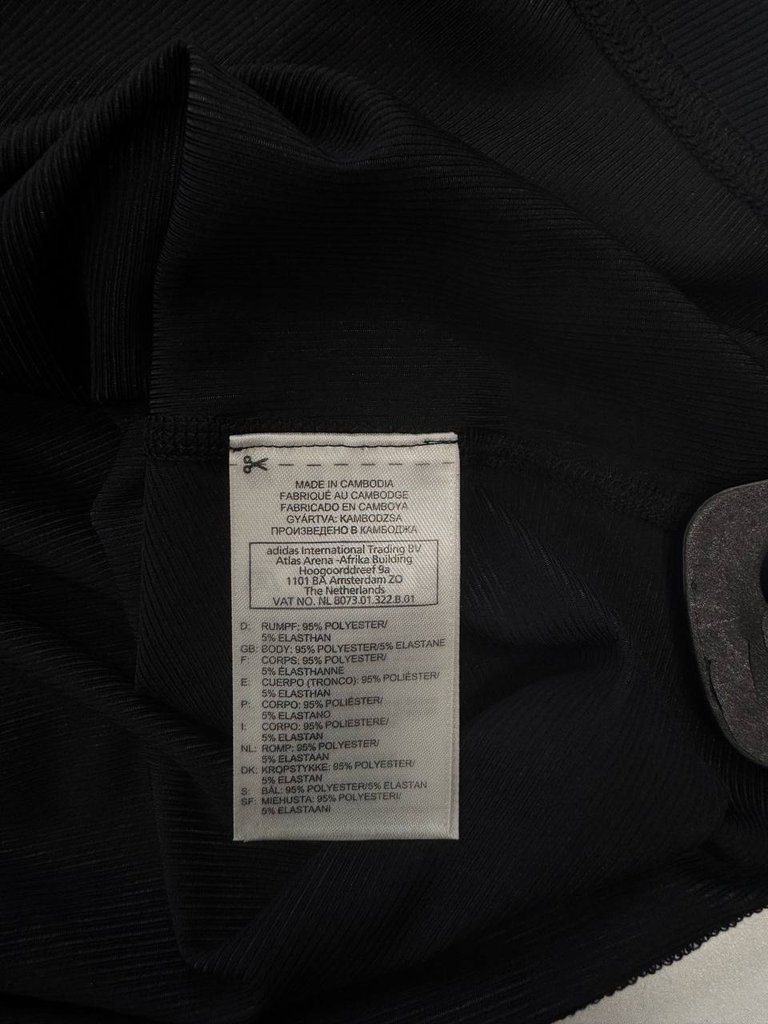 MADE IN CAMBODIA
FABRIQUÉ AU CAMBODGE
FABRICADO EN CAMBOYA
GYÁRTVA: KAMBODZSA
ПРОИЗВЕДЕНО В КАМБОДЖА
adidas International Trading BV
Atlas Arena -Afrika Building
Hoogoorddreef 9a
1101 BA Amsterdam ZO
The Netherlands
VAT NO. NL 8073.01.322.B.01
D: RUMPF: 95% POLYESTER/
5% ELASTHAN
GB: BODY: 95% POLYESTER/5% ELASTANE
F: CORPS: 95% POLYESTER/
5% ÉLASTHANNE
E: CUERPO (TRONCO): 95% POLIÉSTER/
5% ELASTHAN
P: CORPO: 95% POLIÉSTER/
5% ELASTANO
I: CORPO: 95% POLIESTERE/
5% ELASTAN
NL: ROMP: 95% POLYESTER/
5% ELASTAAN
DK: KROPSTYKKE: 95% POLYESTER/
5% ELASTAN
S: BÅL: 95% POLYESTER/5% ELASTAN
SF: MIEHUSTA: 95% POLYESTERI/
5% ELASTAANI